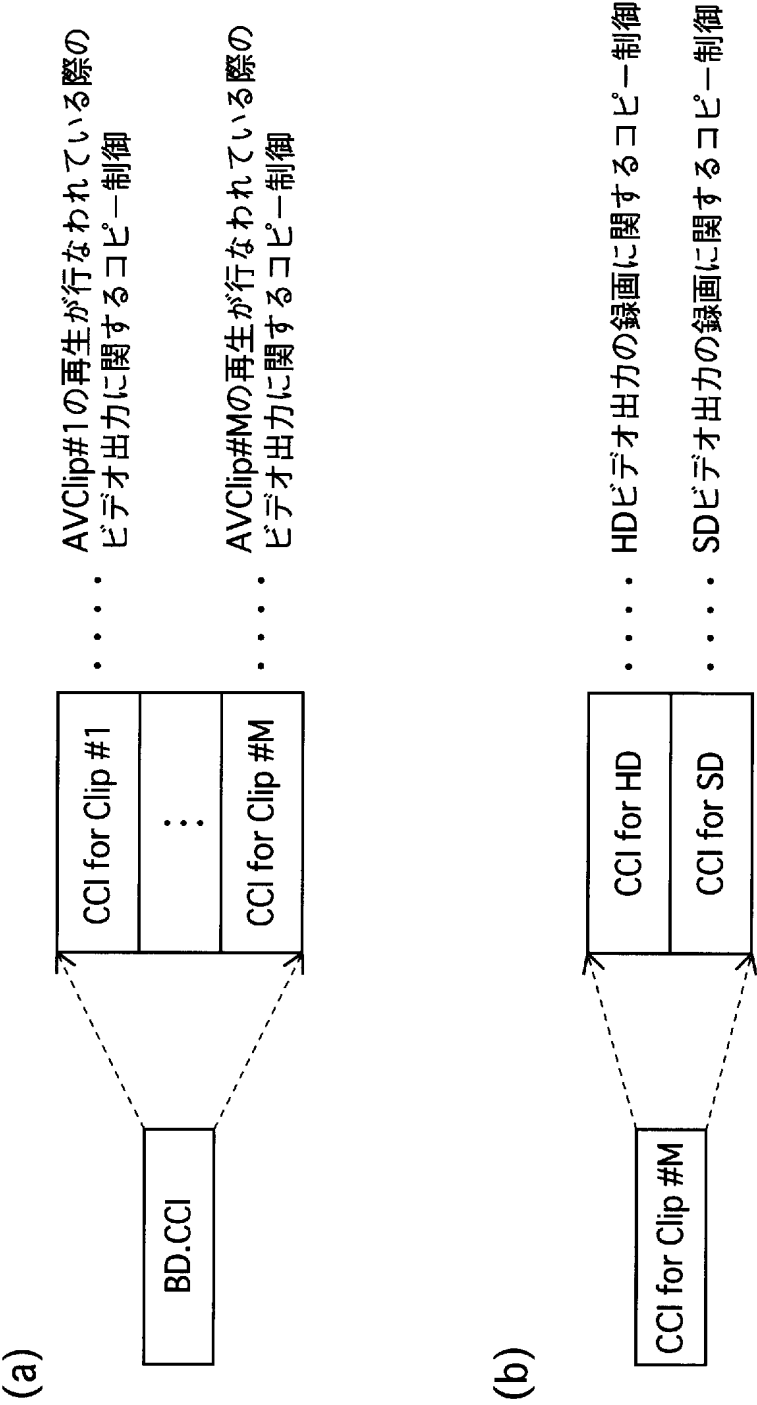 (a)
BD.CCI
CCI for Clip #1
⋮
CCI for Clip #M
・・・・ AVClip#1の再生が行なわれている際の
ビデオ出力に関するコピー制御
・・・・ AVClip#Mの再生が行なわれている際の
ビデオ出力に関するコピー制御
(b)
CCI for Clip #M
CCI for HD
CCI for SD
・・・・ HDビデオ出力の録画に関するコピー制御
・・・・ SDビデオ出力の録画に関するコピー制御